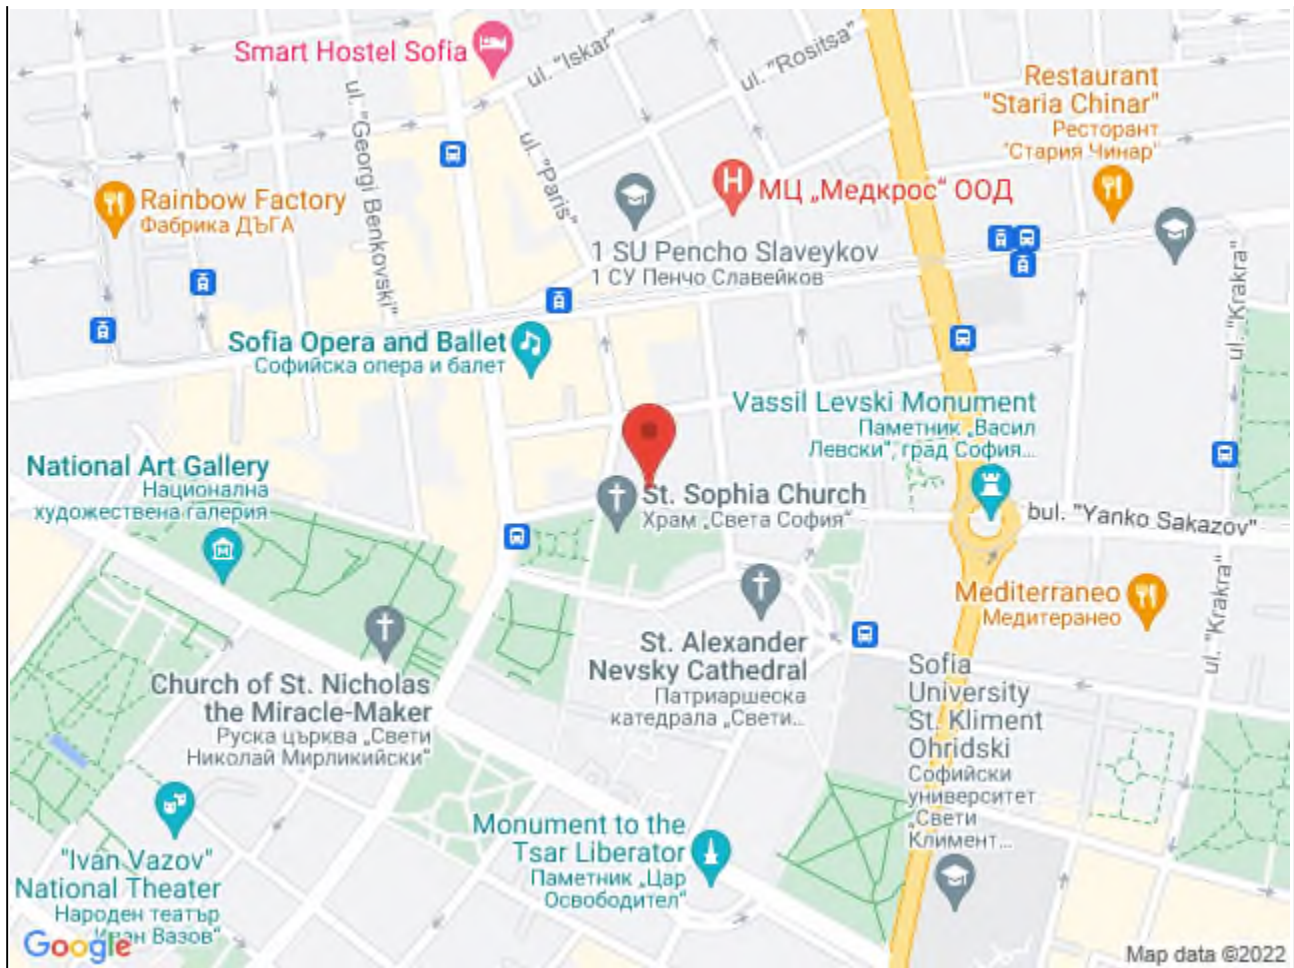 Smart Hostel Sofia
ul. "Iskar"
ul. "Rositsa"
Restaurant
"Staria Chinar"
Ресторант
"Стария Чинар"
ul. "Georgi Benkovski"
ul. "Paris"
МЦ „Медкрос“ ООД
Rainbow Factory
Фабрика ДЪГА
1 SU Pencho Slaveykov
1 СУ Пенчо Славейков
ul. "Krakra"
Sofia Opera and Ballet
Софийска опера и балет
Vassil Levski Monument
Паметник „Васил
Левски“, град София...
National Art Gallery
Национална
художествена галерия
St. Sophia Church
Храм „Света София“
bul. "Yanko Sakazov"
Mediterraneo
Медитеранео
ul. "Krakra"
St. Alexander
Nevsky Cathedral
Патриаршеска
катедрала „Свети...
Church of St. Nicholas
the Miracle-Maker
Руска църква „Свети
Николай Мирликийски“
Sofia
University
St. Kliment
Ohridski
Софийски
университет
„Свети
Климент...
Monument to the
Tsar Liberator
Паметник „Цар
Освободител“
"Ivan Vazov"
National Theater
Народен театър
„Иван Вазов“
Google
Map data ©2022